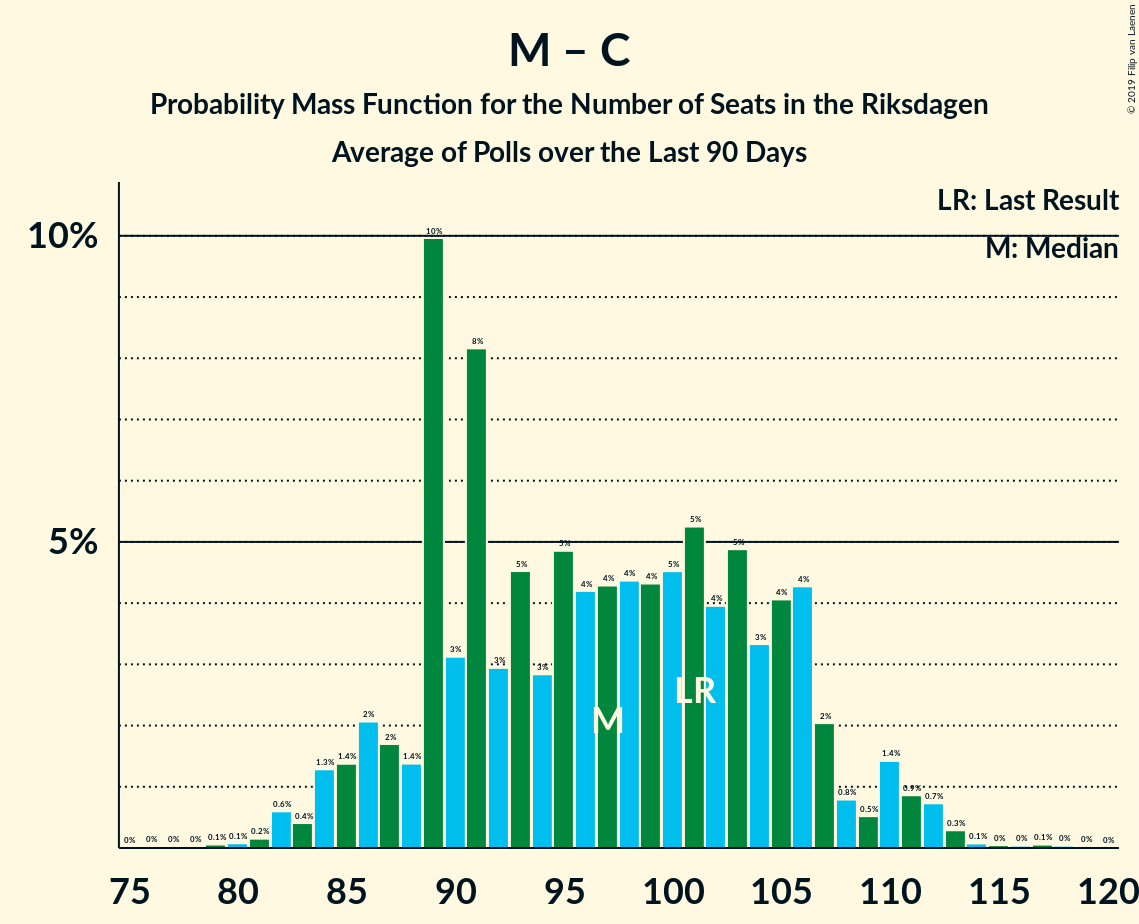 © 2019 Filip van Laenen
M – C
Probability Mass Function for the Number of Seats in the Riksdagen
Average of Polls over the Last 90 Days
LR: Last Result
M: Median
10%
5%
0% 0% 0% 0% 0.1% 0.1% 0.2% 0.6% 0.4% 1.3% 1.4% 2% 2% 1.4% 10% 3% 8% 3% 5% 3% 5% 4% 4% 4% 4% 5% 5% 4% 5% 3% 4% 4% 2% 0.8% 0.5% 1.4% 0.9% 0.7% 0.3% 0.1% 0% 0% 0.1% 0% 0% 0%
LR
M
75 80 85 90 95 100 105 110 115 120